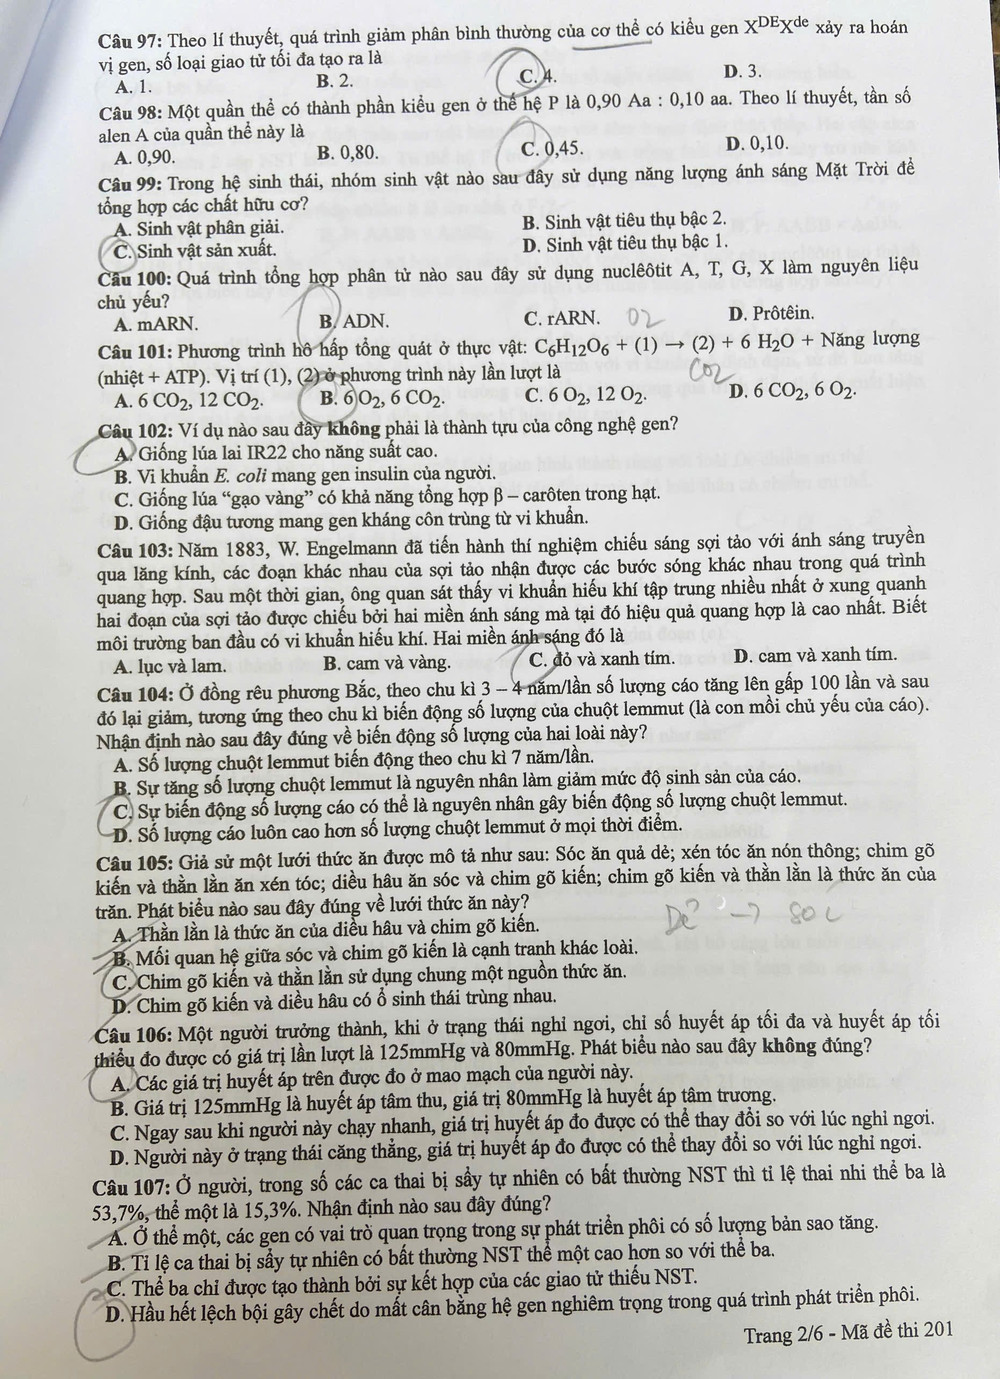 Câu 97: Theo lí thuyết, quá trình giảm phân bình thường của cơ thể có kiểu gen XᴰᴱXᵈᵉ xảy ra hoán
vị gen, số loại giao tử tối đa tạo ra là
A. 1. B. 2. C. 4. D. 3.
Câu 98: Một quần thể có thành phần kiểu gen ở thế hệ P là 0,90 Aa : 0,10 aa. Theo lí thuyết, tần số
alen A của quần thể này là
A. 0,90. B. 0,80. C. 0,45. D. 0,10.
Câu 99: Trong hệ sinh thái, nhóm sinh vật nào sau đây sử dụng năng lượng ánh sáng Mặt Trời để
tổng hợp các chất hữu cơ?
A. Sinh vật phân giải. B. Sinh vật tiêu thụ bậc 2.
C. Sinh vật sản xuất. D. Sinh vật tiêu thụ bậc 1.
Câu 100: Quá trình tổng hợp phân tử nào sau đây sử dụng nuclêôtit A, T, G, X làm nguyên liệu
chủ yếu?
A. mARN. B. ADN. C. rARN. O2 D. Prôtêin.
Câu 101: Phương trình hô hấp tổng quát ở thực vật: C₆H₁₂O₆ + (1) → (2) + 6 H₂O + Năng lượng
(nhiệt + ATP). Vị trí (1), (2) ở phương trình này lần lượt là CO2
A. 6 CO₂, 12 CO₂. B. 6 O₂, 6 CO₂. C. 6 O₂, 12 O₂. D. 6 CO₂, 6 O₂.
Câu 102: Ví dụ nào sau đây không phải là thành tựu của công nghệ gen?
A. Giống lúa lai IR22 cho năng suất cao.
B. Vi khuẩn E. coli mang gen insulin của người.
C. Giống lúa “gạo vàng” có khả năng tổng hợp β – carôten trong hạt.
D. Giống đậu tương mang gen kháng côn trùng từ vi khuẩn.
Câu 103: Năm 1883, W. Engelmann đã tiến hành thí nghiệm chiếu sáng sợi tảo với ánh sáng truyền
qua lăng kính, các đoạn khác nhau của sợi tảo nhận được các bước sóng khác nhau trong quá trình
quang hợp. Sau một thời gian, ông quan sát thấy vi khuẩn hiếu khí tập trung nhiều nhất ở xung quanh
hai đoạn của sợi tảo được chiếu bởi hai miền ánh sáng mà tại đó hiệu quả quang hợp là cao nhất. Biết
môi trường ban đầu có vi khuẩn hiếu khí. Hai miền ánh sáng đó là
A. lục và lam. B. cam và vàng. C. đỏ và xanh tím. D. cam và xanh tím.
Câu 104: Ở đồng rêu phương Bắc, theo chu kì 3 – 4 năm/lần số lượng cáo tăng lên gấp 100 lần và sau
đó lại giảm, tương ứng theo chu kì biến động số lượng của chuột lemmut (là con mồi chủ yếu của cáo).
Nhận định nào sau đây đúng về biến động số lượng của hai loài này?
A. Số lượng chuột lemmut biến động theo chu kì 7 năm/lần.
B. Sự tăng số lượng chuột lemmut là nguyên nhân làm giảm mức độ sinh sản của cáo.
C. Sự biến động số lượng cáo có thể là nguyên nhân gây biến động số lượng chuột lemmut.
D. Số lượng cáo luôn cao hơn số lượng chuột lemmut ở mọi thời điểm.
Câu 105: Giả sử một lưới thức ăn được mô tả như sau: Sóc ăn quả dẻ; xén tóc ăn nón thông; chim gõ
kiến và thằn lằn ăn xén tóc; diều hâu ăn sóc và chim gõ kiến; chim gõ kiến và thằn lằn là thức ăn của
trăn. Phát biểu nào sau đây đúng về lưới thức ăn này?
A. Thằn lằn là thức ăn của diều hâu và chim gõ kiến.
B. Mối quan hệ giữa sóc và chim gõ kiến là cạnh tranh khác loài.
C. Chim gõ kiến và thằn lằn sử dụng chung một nguồn thức ăn.
D. Chim gõ kiến và diều hâu có ổ sinh thái trùng nhau.
Câu 106: Một người trưởng thành, khi ở trạng thái nghỉ ngơi, chỉ số huyết áp tối đa và huyết áp tối
thiểu đo được có giá trị lần lượt là 125mmHg và 80mmHg. Phát biểu nào sau đây không đúng?
A. Các giá trị huyết áp trên được đo ở mao mạch của người này.
B. Giá trị 125mmHg là huyết áp tâm thu, giá trị 80mmHg là huyết áp tâm trương.
C. Ngay sau khi người này chạy nhanh, giá trị huyết áp đo được có thể thay đổi so với lúc nghỉ ngơi.
D. Người này ở trạng thái căng thẳng, giá trị huyết áp đo được có thể thay đổi so với lúc nghỉ ngơi.
Câu 107: Ở người, trong số các ca thai bị sẩy tự nhiên có bất thường NST thì tỉ lệ thai nhi thể ba là
53,7%, thể một là 15,3%. Nhận định nào sau đây đúng?
A. Ở thể một, các gen có vai trò quan trọng trong sự phát triển phôi có số lượng bản sao tăng.
B. Tỉ lệ ca thai bị sẩy tự nhiên có bất thường NST thể một cao hơn so với thể ba.
C. Thể ba chỉ được tạo thành bởi sự kết hợp của các giao tử thiếu NST.
D. Hầu hết lệch bội gây chết do mất cân bằng hệ gen nghiêm trọng trong quá trình phát triển phôi.
Trang 2/6 - Mã đề thi 201